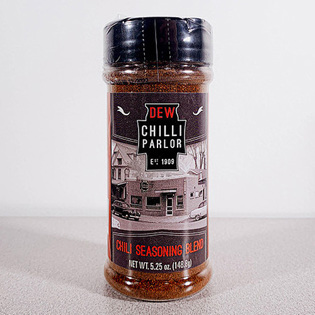 DEW
CHILLI
PARLOR
EST 1909
CHILI SEASONING BLEND
NET WT. 5.25 oz. (148.8g)